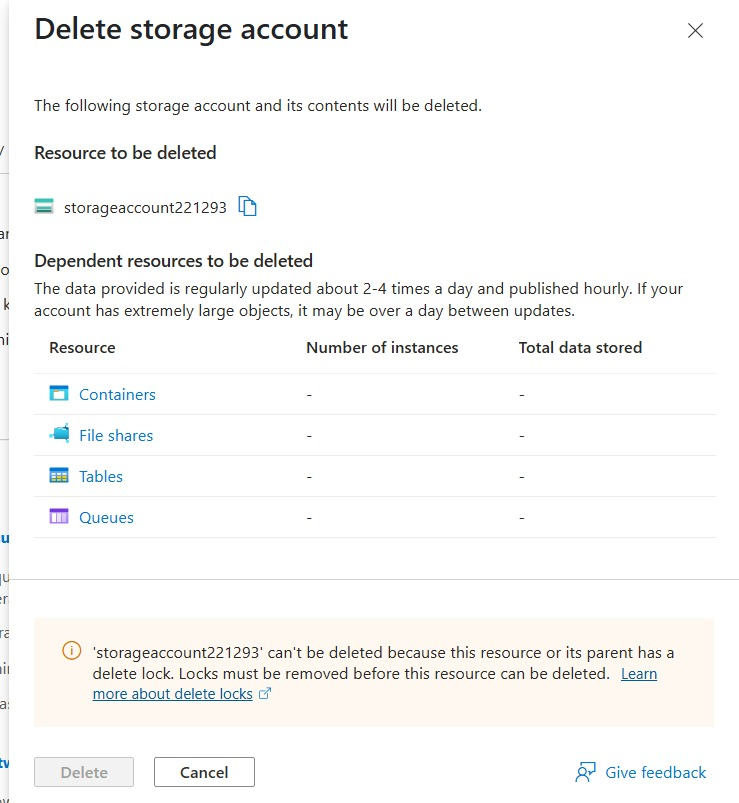 Delete storage account
The following storage account and its contents will be deleted.
Resource to be deleted
storageaccount221293
Dependent resources to be deleted
The data provided is regularly updated about 2-4 times a day and published hourly. If your
account has extremely large objects, it may be over a day between updates.
Resource Number of instances Total data stored
Containers - -
File shares - -
Tables - -
Queues - -
'storageaccount221293' can't be deleted because this resource or its parent has a
delete lock. Locks must be removed before this resource can be deleted. Learn
more about delete locks
Delete Cancel Give feedback